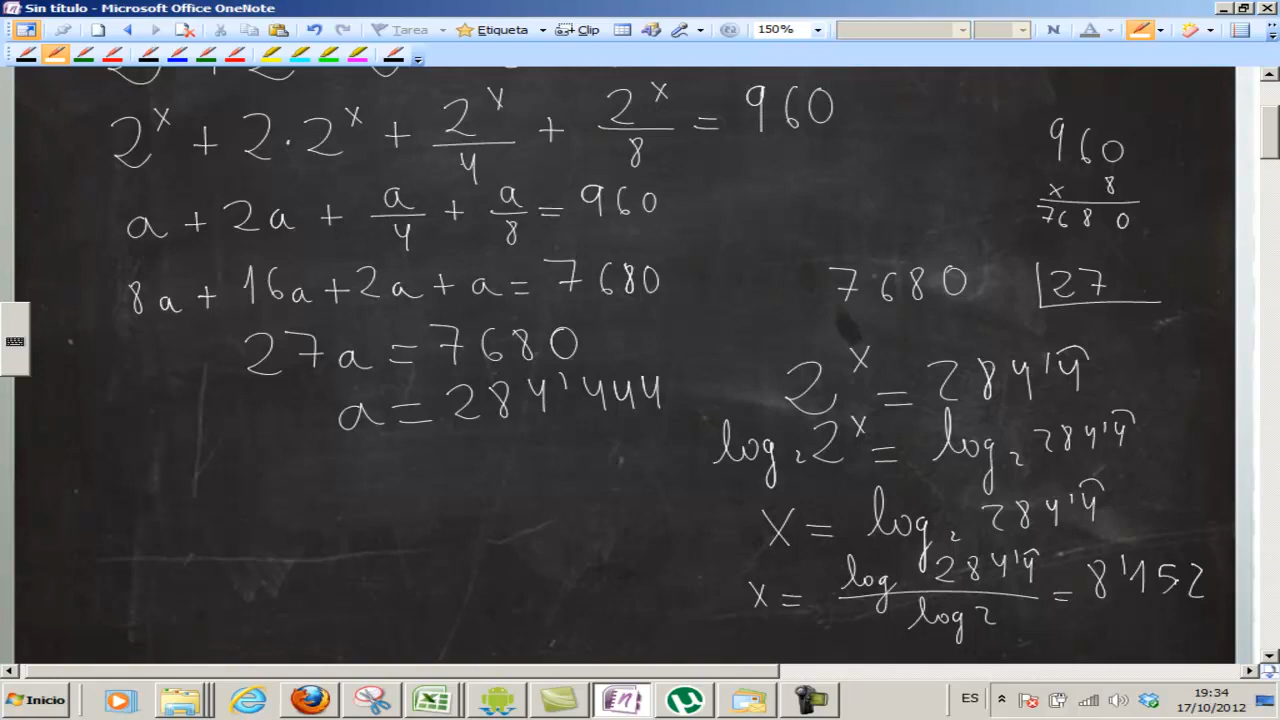 Sin título - Microsoft Office OneNote
Tarea Etiqueta Clip 150% N A
2^x + 2·2^x + 2^x/4 + 2^x/8 = 960
a + 2a + a/4 + a/8 = 960
8a + 16a + 2a + a = 7680
27a = 7680
a = 284'444
960
x 8
7680
7680 27
2^x = 284'4̂
log₂ 2^x = log₂ 284'4̂
x = log₂ 284'4̂
x = log 284'4̂ / log 2 = 8'152
Inicio
ES
19:34
17/10/2012